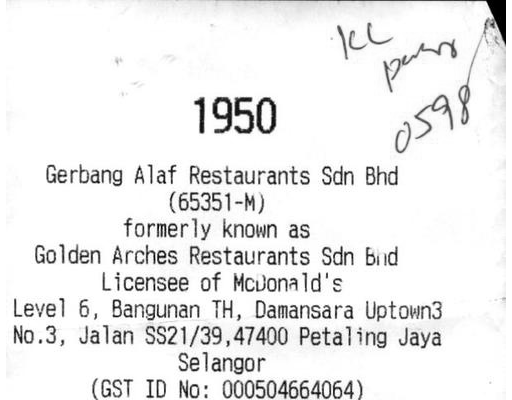 KL
0598
1950
Gerbang Alaf Restaurants Sdn Bhd
(65351-M)
formerly known as
Golden Arches Restaurants Sdn Bhd
Licensee of McDonald's
Level 6, Bangunan TH, Damansara Uptown3
No.3, Jalan SS21/39,47400 Petaling Jaya
Selangor
(GST ID No: 000504664064)